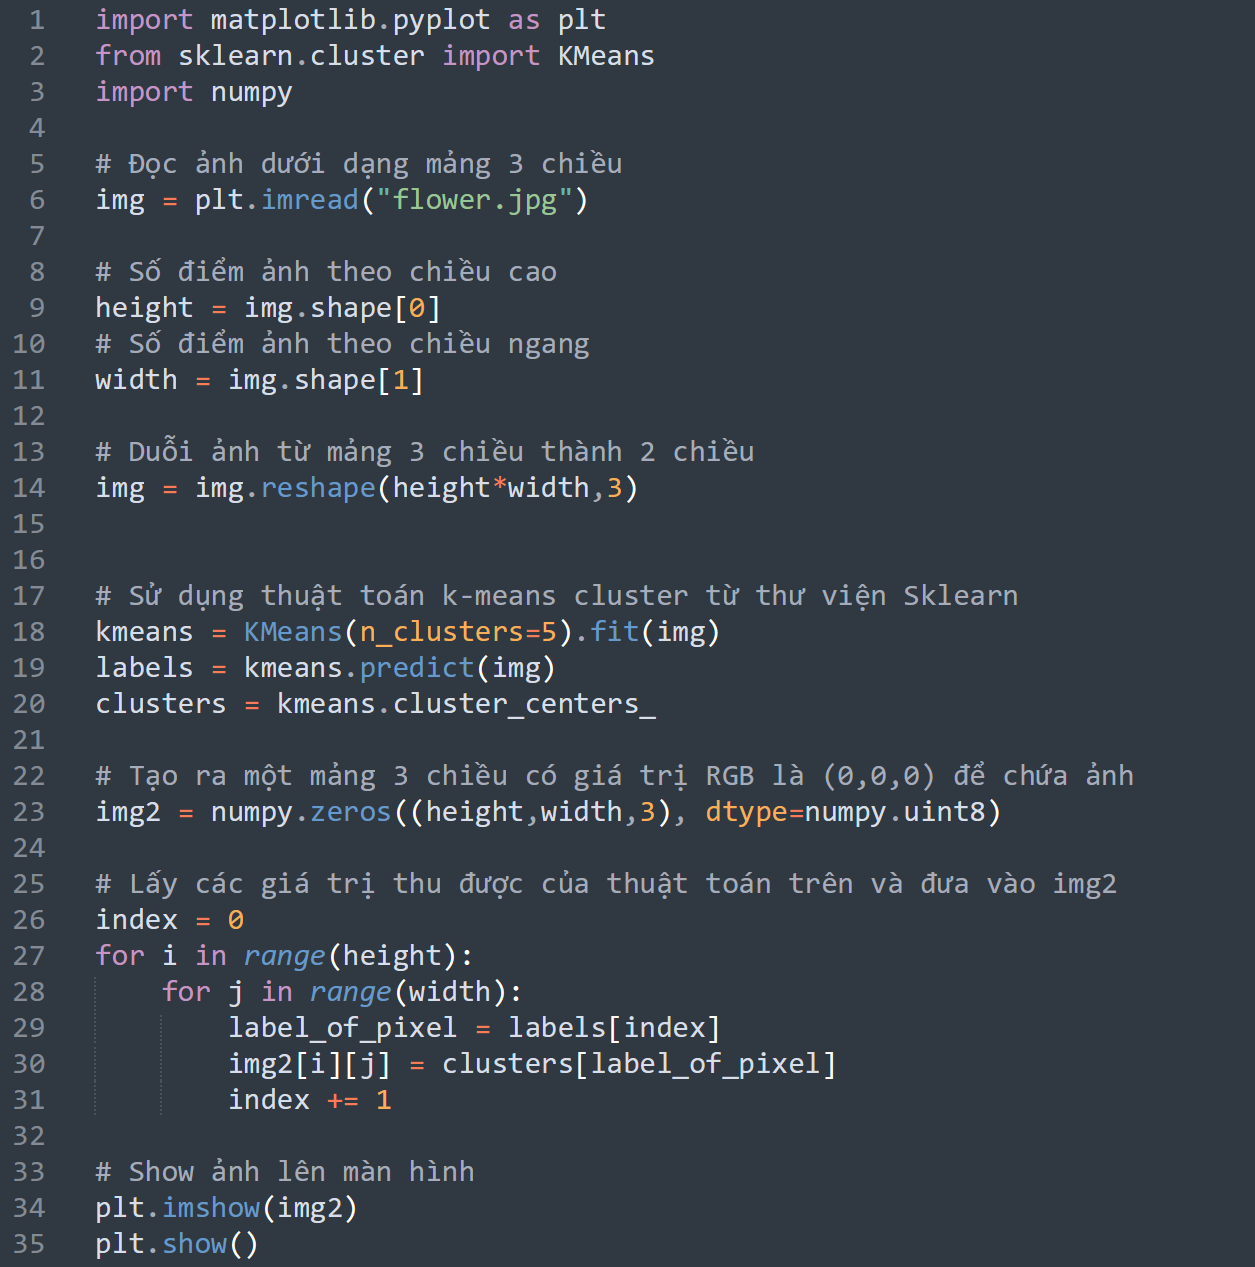 1 import matplotlib.pyplot as plt
2 from sklearn.cluster import KMeans
3 import numpy
4
5 # Đọc ảnh dưới dạng mảng 3 chiều
6 img = plt.imread("flower.jpg")
7
8 # Số điểm ảnh theo chiều cao
9 height = img.shape[0]
10 # Số điểm ảnh theo chiều ngang
11 width = img.shape[1]
12
13 # Duỗi ảnh từ mảng 3 chiều thành 2 chiều
14 img = img.reshape(height*width,3)
15
16
17 # Sử dụng thuật toán k-means cluster từ thư viện Sklearn
18 kmeans = KMeans(n_clusters=5).fit(img)
19 labels = kmeans.predict(img)
20 clusters = kmeans.cluster_centers_
21
22 # Tạo ra một mảng 3 chiều có giá trị RGB là (0,0,0) để chứa ảnh
23 img2 = numpy.zeros((height,width,3), dtype=numpy.uint8)
24
25 # Lấy các giá trị thu được của thuật toán trên và đưa vào img2
26 index = 0
27 for i in range(height):
28     for j in range(width):
29         label_of_pixel = labels[index]
30         img2[i][j] = clusters[label_of_pixel]
31         index += 1
32
33 # Show ảnh lên màn hình
34 plt.imshow(img2)
35 plt.show()